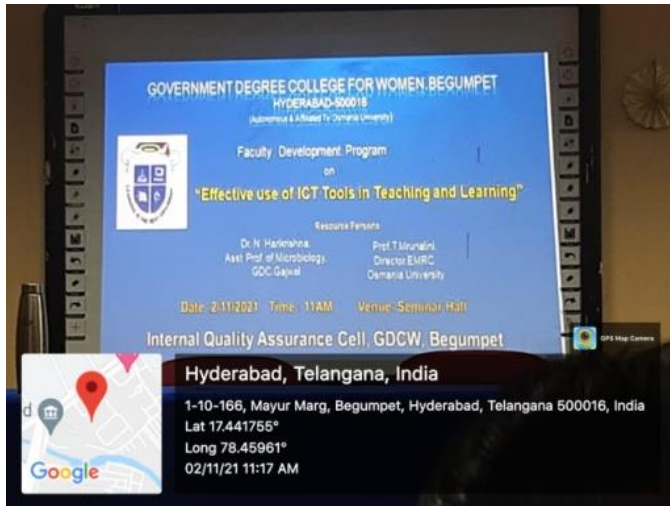 GOVERNMENT DEGREE COLLEGE FOR WOMEN, BEGUMPET
HYDERABAD-500016
(Autonomous & Affiliated To Osmania University)
Faculty Development Program
on
"Effective use of ICT Tools in Teaching and Learning"
Resource Persons
Dr. N. Harikrishna, Prof.T.Mrunalini,
Asst Prof of Microbiology, Director,EMRC,
GDC,Gajwal Osmania University
Date: 2/11/2021 Time: 11AM Venue: Seminar Hall
Internal Quality Assurance Cell, GDCW, Begumpet
GPS Map Camera
Hyderabad, Telangana, India
1-10-166, Mayur Marg, Begumpet, Hyderabad, Telangana 500016, India
Lat 17.441755°
Long 78.45961°
02/11/21 11:17 AM
d
Google